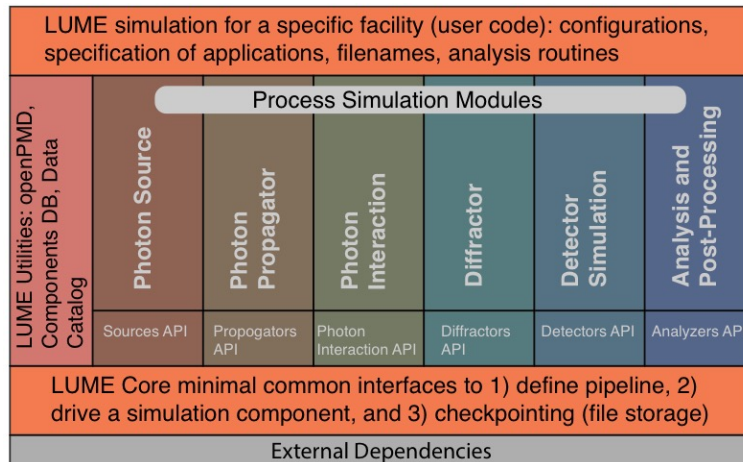 LUME simulation for a specific facility (user code): configurations,
specification of applications, filenames, analysis routines
LUME Utilities: openPMD,
Components DB, Data
Catalog
Process Simulation Modules
Photon Source
Photon
Propagator
Photon
Interaction
Diffractor
Detector
Simulation
Analysis and
Post-Processing
Sources API
Propogators
API
Photon
Interaction API
Diffractors
API
Detectors API
Analyzers AP
LUME Core minimal common interfaces to 1) define pipeline, 2)
drive a simulation component, and 3) checkpointing (file storage)
External Dependencies